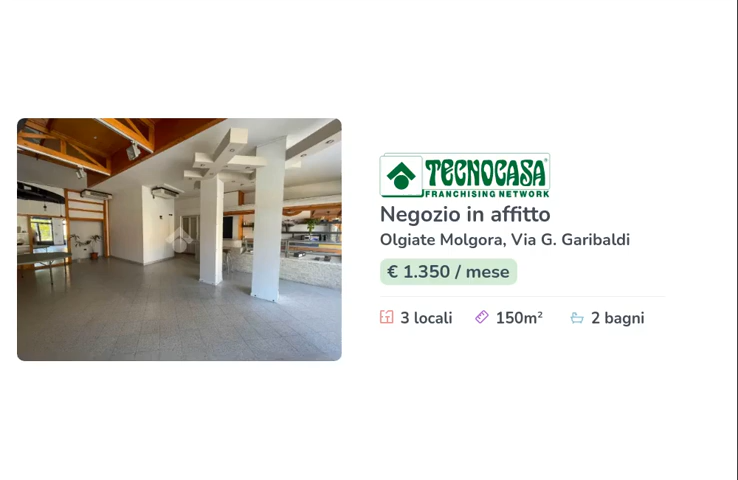 TECNOCASA
FRANCHISING NETWORK
Negozio in affitto
Olgiate Molgora, Via G. Garibaldi
€ 1.350 / mese
3 locali 150m² 2 bagni